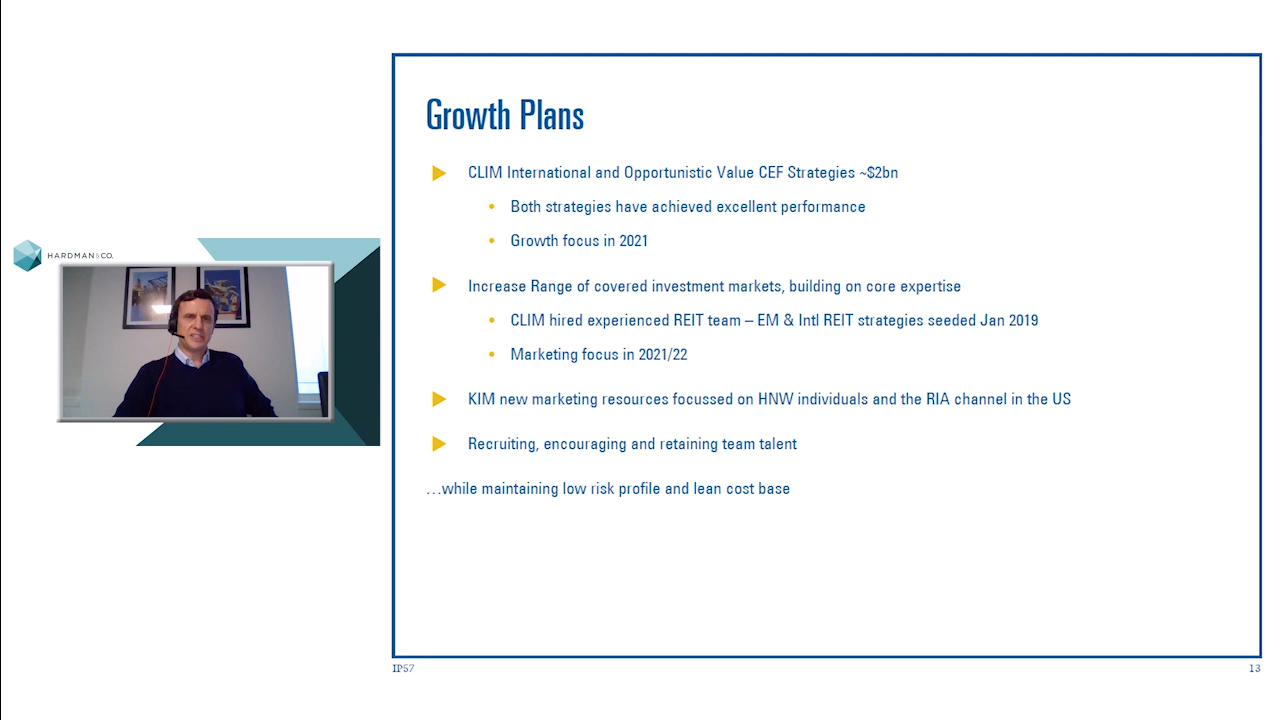 HARDMAN&CO.
Growth Plans
CLIM International and Opportunistic Value CEF Strategies ~$2bn
• Both strategies have achieved excellent performance
• Growth focus in 2021
Increase Range of covered investment markets, building on core expertise
• CLIM hired experienced REIT team – EM & Intl REIT strategies seeded Jan 2019
• Marketing focus in 2021/22
KIM new marketing resources focussed on HNW individuals and the RIA channel in the US
Recruiting, encouraging and retaining team talent
…while maintaining low risk profile and lean cost base
IP57
13